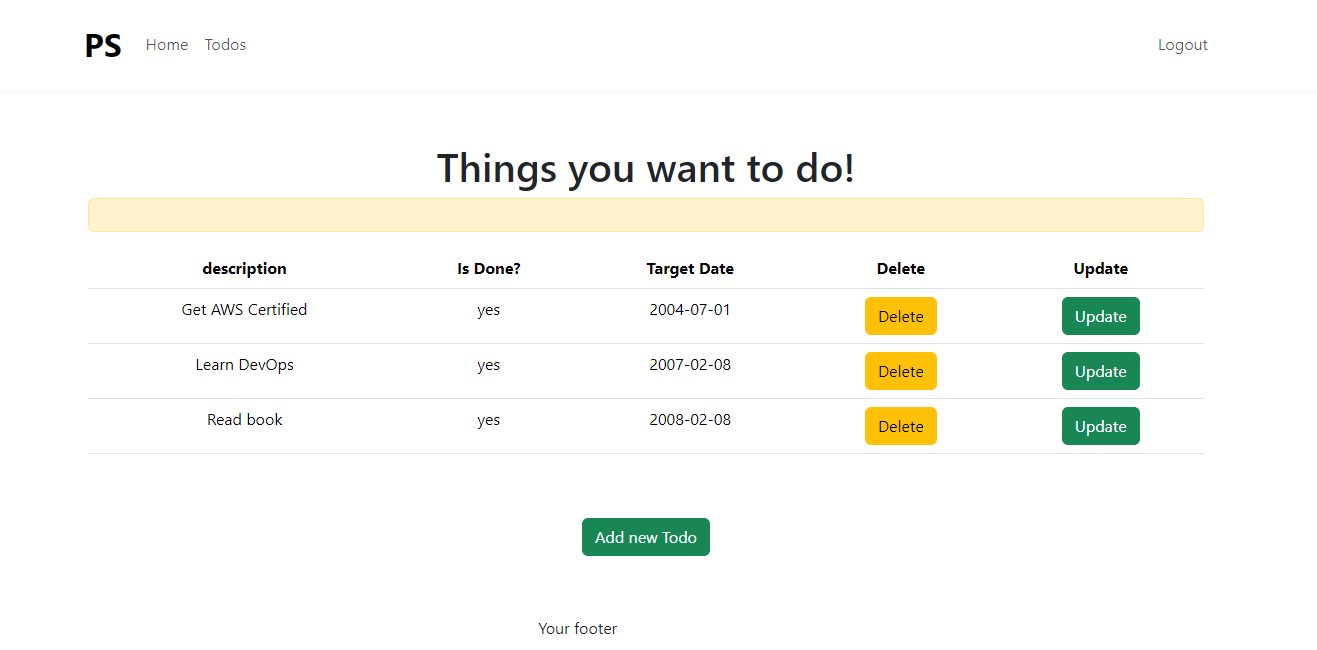 PS Home Todos Logout
Things you want to do!
description Is Done? Target Date Delete Update
Get AWS Certified yes 2004-07-01 Delete Update
Learn DevOps yes 2007-02-08 Delete Update
Read book yes 2008-02-08 Delete Update
Add new Todo
Your footer